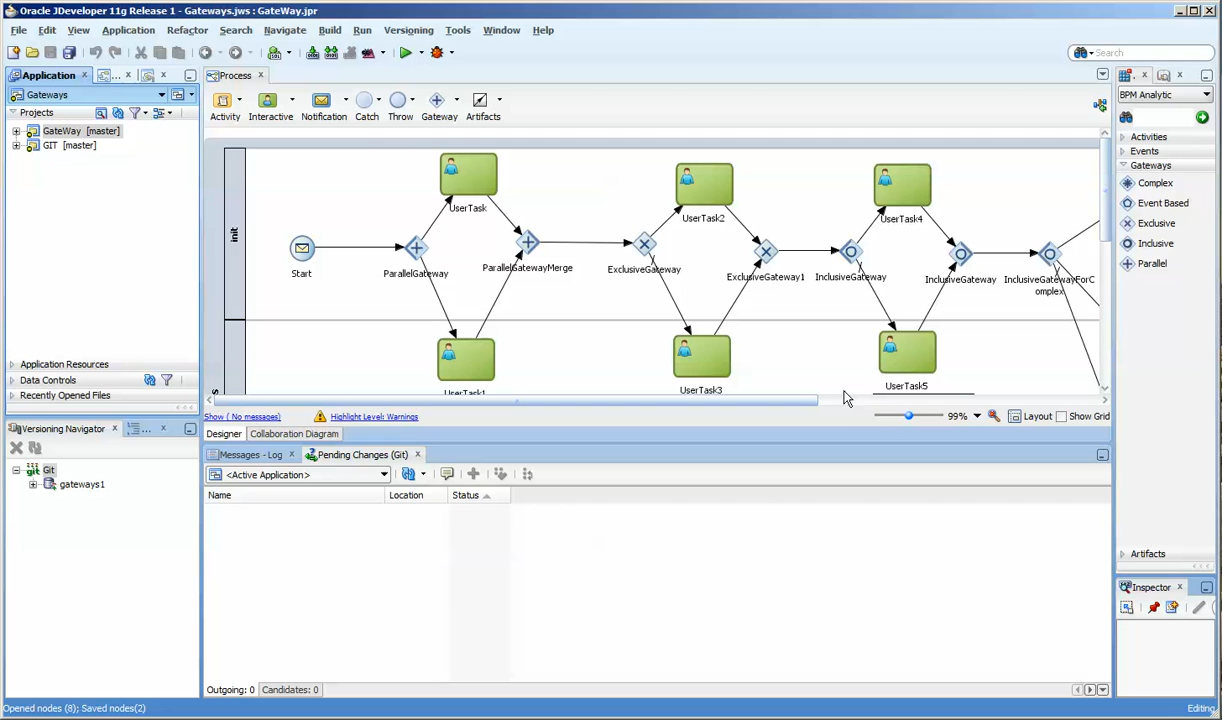 Oracle JDeveloper 11g Release 1 - Gateways.jws : GateWay.jpr
File Edit View Application Refactor Search Navigate Build Run Versioning Tools Window Help
Search
Application
...
Process
Gateways
BPM Analytic
Projects
Activity Interactive Notification Catch Throw Gateway Artifacts
GateWay [master]
GIT [master]
Activities
Events
Gateways
Complex
Event Based
Exclusive
Inclusive
Parallel
init
UserTask
UserTask2
UserTask4
Start
ParallelGateway
ParallelGatewayMerge
ExclusiveGateway
ExclusiveGateway1
InclusiveGateway
InclusiveGateway
InclusiveGatewayForC
omplex
UserTask1
UserTask3
UserTask5
Application Resources
Data Controls
Recently Opened Files
Show ( No messages)
Highlight Level: Warnings
99%
Layout
Show Grid
Designer
Collaboration Diagram
Versioning Navigator
...
Messages - Log
Pending Changes (Git)
Git
gateways1
<Active Application>
Name Location Status
Artifacts
Inspector
Outgoing: 0
Candidates: 0
Opened nodes (8); Saved nodes(2)
Editing